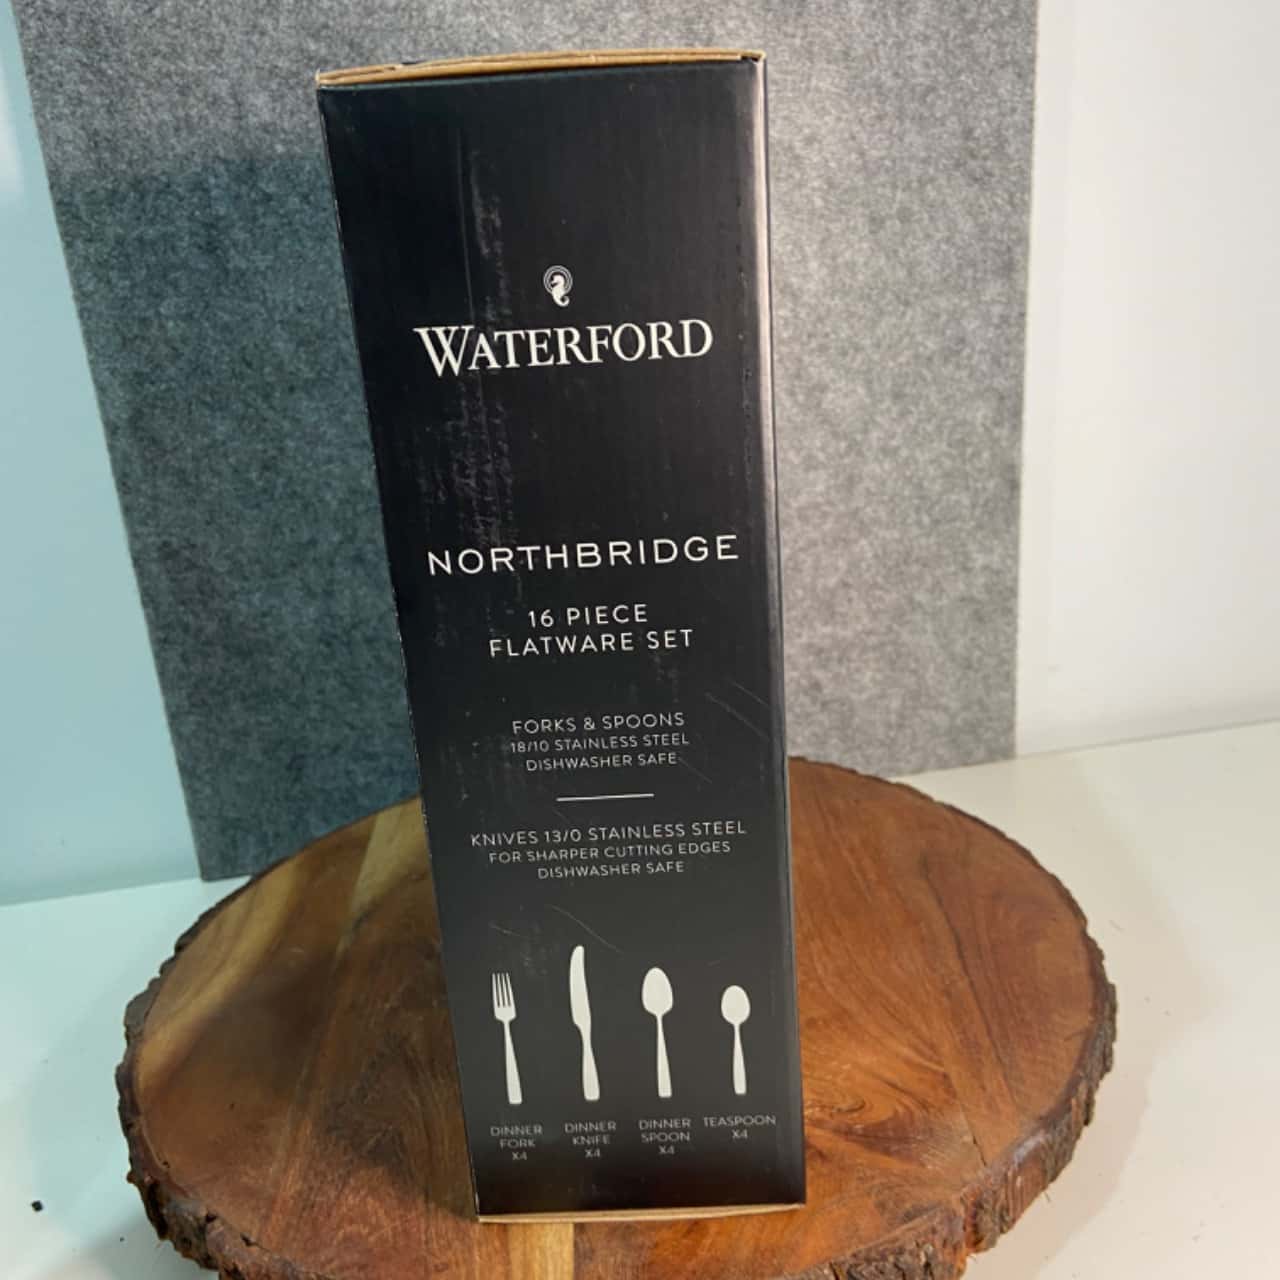 WATERFORD
NORTHBRIDGE
16 PIECE
FLATWARE SET
FORKS & SPOONS
18/10 STAINLESS STEEL
DISHWASHER SAFE
KNIVES 13/0 STAINLESS STEEL
FOR SHARPER CUTTING EDGES
DISHWASHER SAFE
DINNER
FORK
X4
DINNER
KNIFE
X4
DINNER
SPOON
X4
TEASPOON
X4